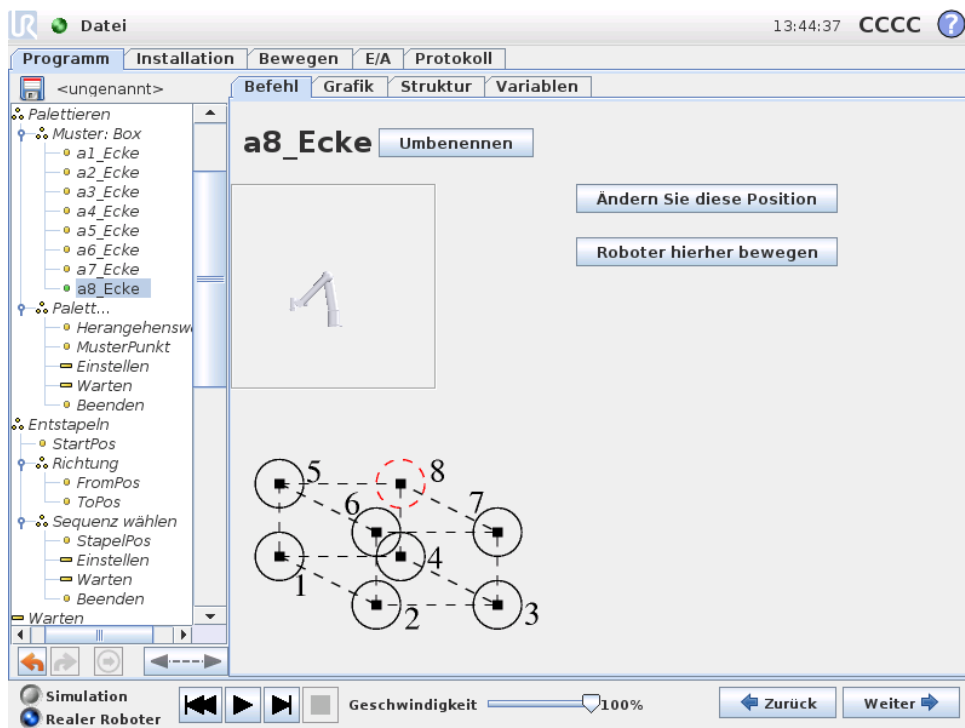 UR Datei 13:44:37 CCCC ?
Programm Installation Bewegen E/A Protokoll
<ungenannt>
Befehl Grafik Struktur Variablen
Palettieren
Muster: Box
a1_Ecke
a2_Ecke
a3_Ecke
a4_Ecke
a5_Ecke
a6_Ecke
a7_Ecke
a8_Ecke
Palett...
Herangehensw
MusterPunkt
Einstellen
Warten
Beenden
Entstapeln
StartPos
Richtung
FromPos
ToPos
Sequenz wählen
StapelPos
Einstellen
Warten
Beenden
Warten
a8_Ecke Umbenennen
Ändern Sie diese Position
Roboter hierher bewegen
5 8
6 7
1 4
2 3
Simulation
Realer Roboter
Geschwindigkeit 100%
Zurück Weiter